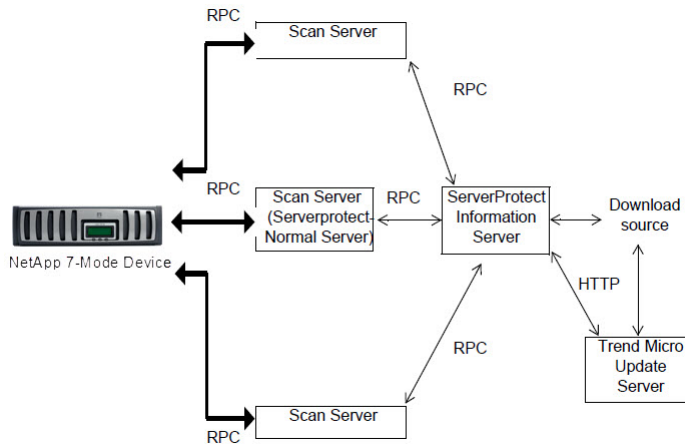 RPC
Scan Server
RPC
RPC
Scan Server
(Serverprotect-
Normal Server)
RPC
ServerProtect
Information
Server
Download
source
NetApp 7-Mode Device
HTTP
RPC
Trend Micro
Update
Server
Scan Server
RPC